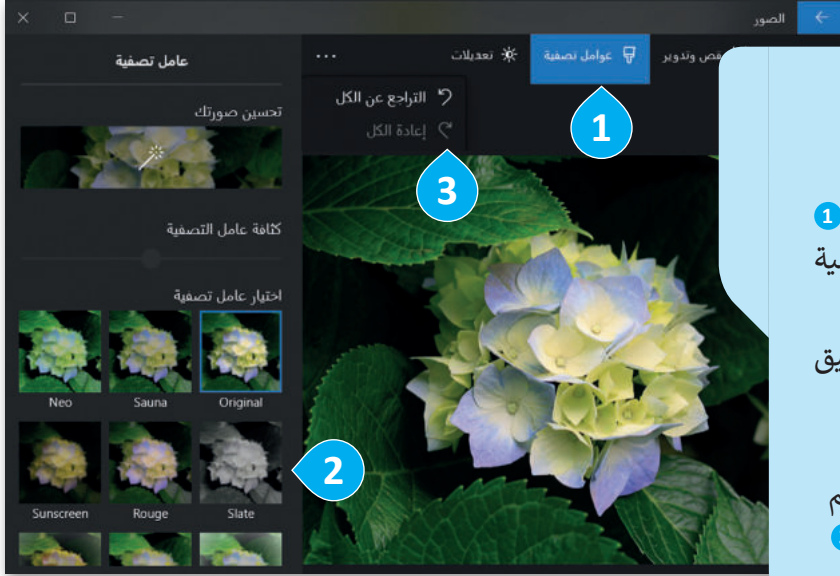 الصور
قص وتدوير
عوامل تصفية
تعديلات
التراجع عن الكل
إعادة الكل
1
3
2
عامل تصفية
تحسين صورتك
كثافة عامل التصفية
اختيار عامل تصفية
Original
Sauna
Neo
Slate
Rouge
Sunscreen
1